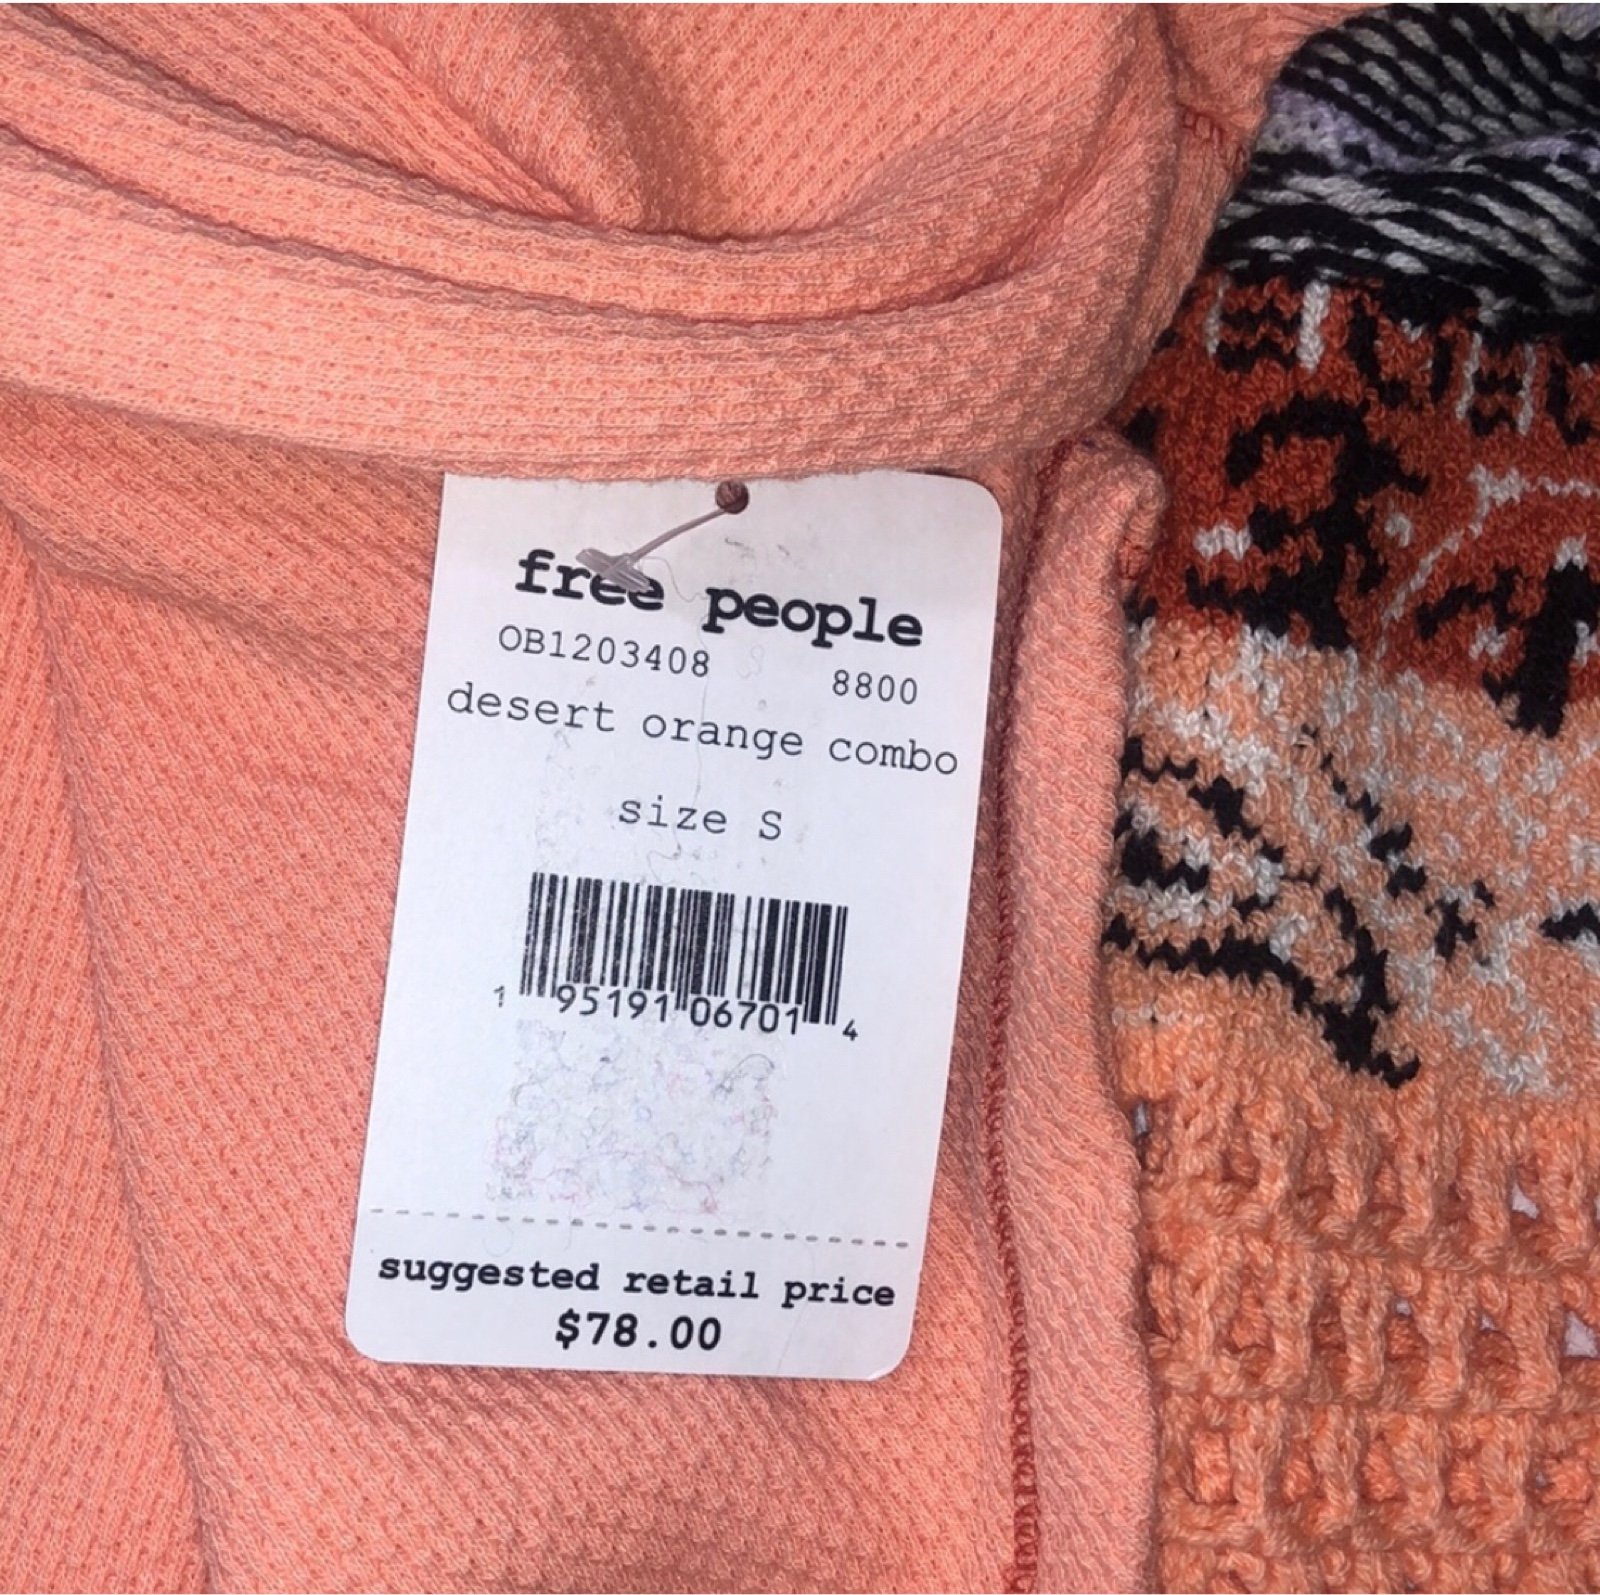 free people
OB1203408 8800
desert orange combo
size S
1 95191 06701 4
suggested retail price
$78.00